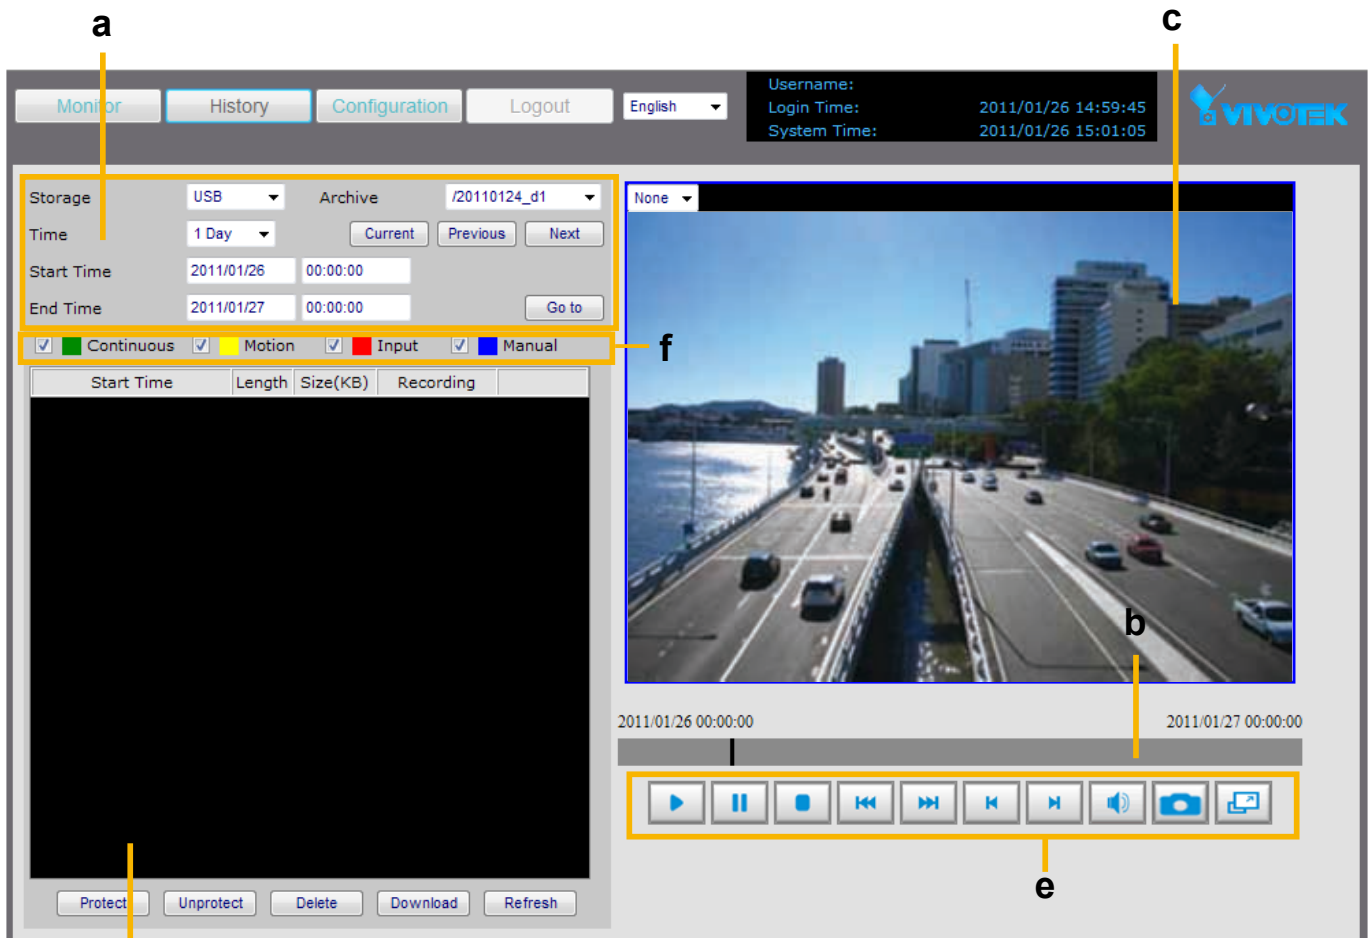 a
c
Monitor History Configuration Logout English
Username:
Login Time: 2011/01/26 14:59:45
System Time: 2011/01/26 15:01:05
VIVOTEK
Storage USB Archive /20110124_d1
Time 1 Day Current Previous Next
Start Time 2011/01/26 00:00:00
End Time 2011/01/27 00:00:00 Go to
Continuous Motion Input Manual
f
Start Time Length Size(KB) Recording
None
b
2011/01/26 00:00:00 2011/01/27 00:00:00
e
Protect Unprotect Delete Download Refresh